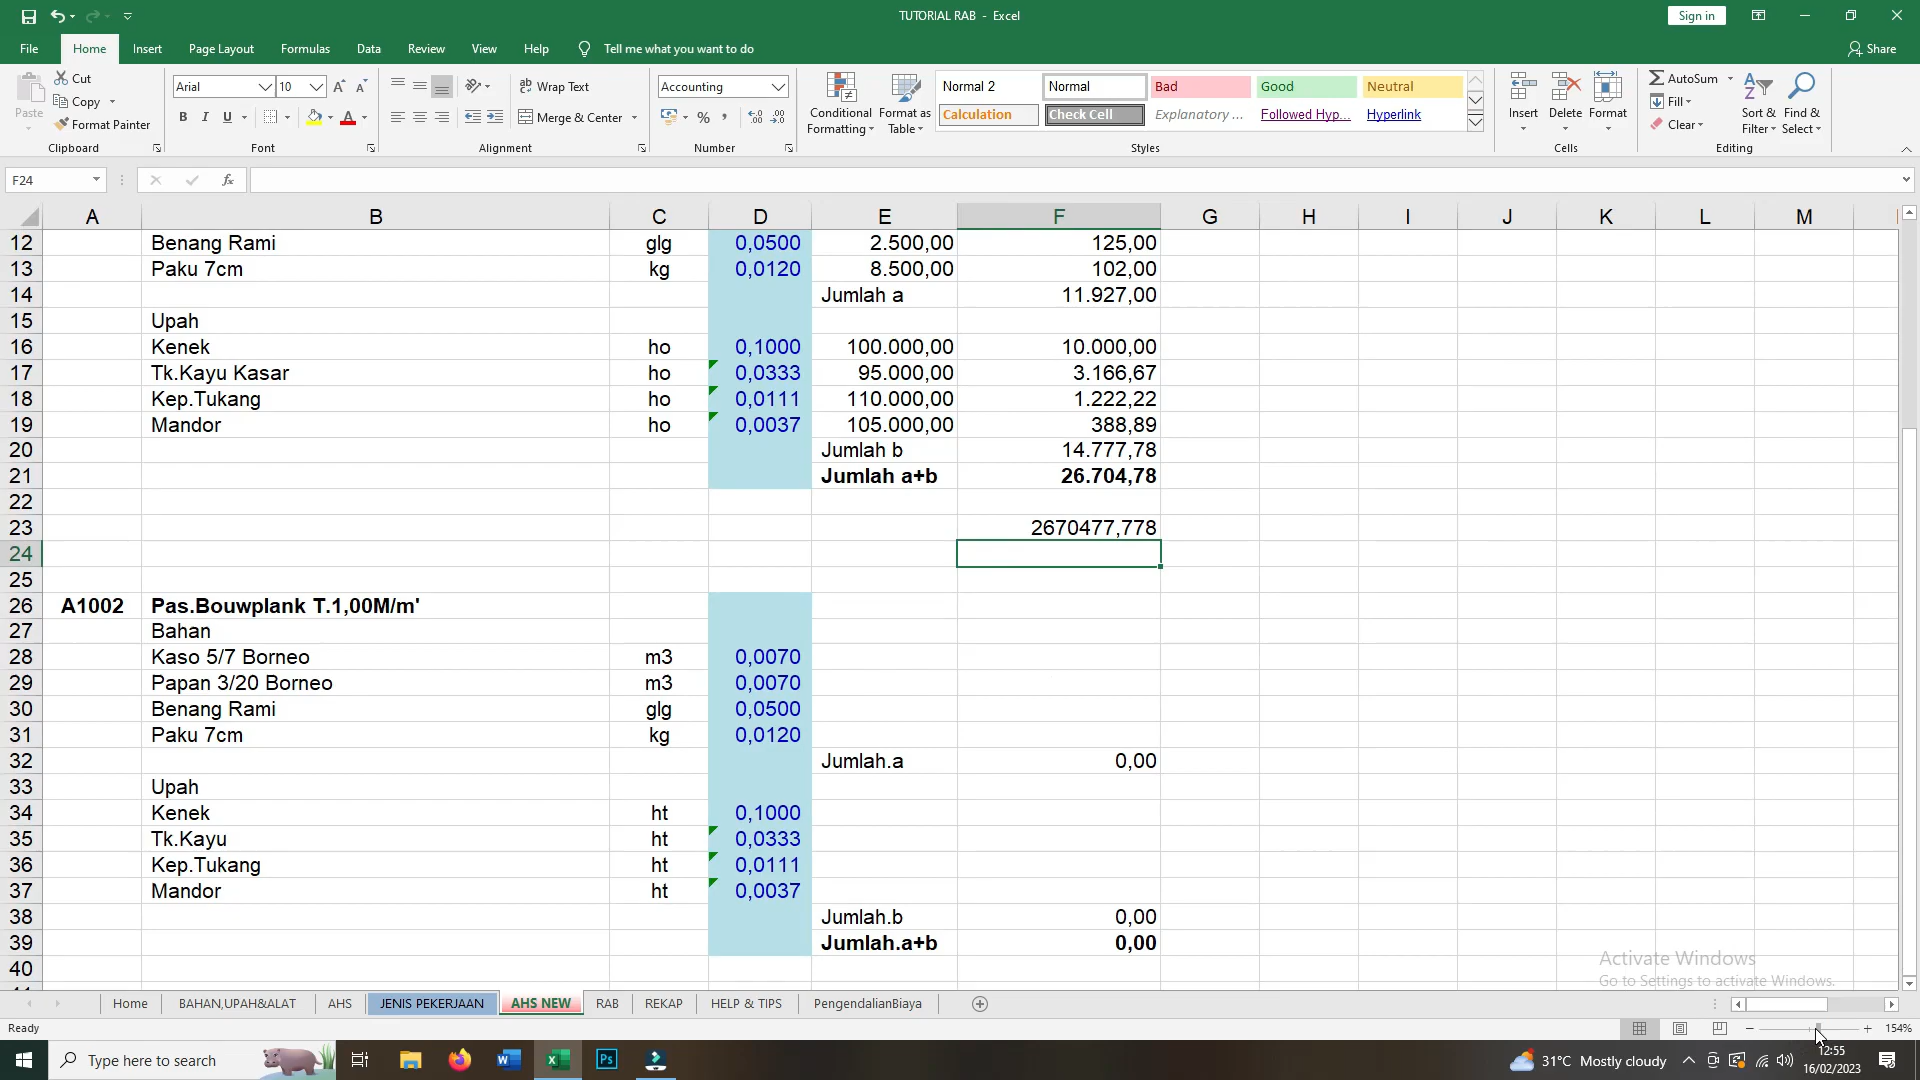 TUTORIAL RAB - Excel
Sign in
File Home Insert Page Layout Formulas Data Review View Help Tell me what you want to do Share
Paste
Cut
Copy
Format Painter
Clipboard
Arial 10
B I U
Font
Wrap Text
Merge & Center
Alignment
Accounting
Number
Conditional Formatting
Format as Table
Normal 2 Normal Bad Good Neutral
Calculation Check Cell Explanatory ... Followed Hyp... Hyperlink
Styles
Insert Delete Format
Cells
AutoSum
Fill
Clear
Sort & Filter
Find & Select
Editing
F24 fx
A B C D E F G H I J K L M
12 Benang Rami glg 0,0500 2.500,00 125,00
13 Paku 7cm kg 0,0120 8.500,00 102,00
14 Jumlah a 11.927,00
15 Upah
16 Kenek ho 0,1000 100.000,00 10.000,00
17 Tk.Kayu Kasar ho 0,0333 95.000,00 3.166,67
18 Kep.Tukang ho 0,0111 110.000,00 1.222,22
19 Mandor ho 0,0037 105.000,00 388,89
20 Jumlah b 14.777,78
21 Jumlah a+b 26.704,78
22
23 2670477,778
24
25
26 A1002 Pas.Bouwplank T.1,00M/m'
27 Bahan
28 Kaso 5/7 Borneo m3 0,0070
29 Papan 3/20 Borneo m3 0,0070
30 Benang Rami glg 0,0500
31 Paku 7cm kg 0,0120
32 Jumlah.a 0,00
33 Upah
34 Kenek ht 0,1000
35 Tk.Kayu ht 0,0333
36 Kep.Tukang ht 0,0111
37 Mandor ht 0,0037
38 Jumlah.b 0,00
39 Jumlah.a+b 0,00
40
Activate Windows
Go to Settings to activate Windows.
Home BAHAN,UPAH&ALAT AHS JENIS PEKERJAAN AHS NEW RAB REKAP HELP & TIPS PengendalianBiaya
Ready 154%
Type here to search
31°C Mostly cloudy
12:55
16/02/2023